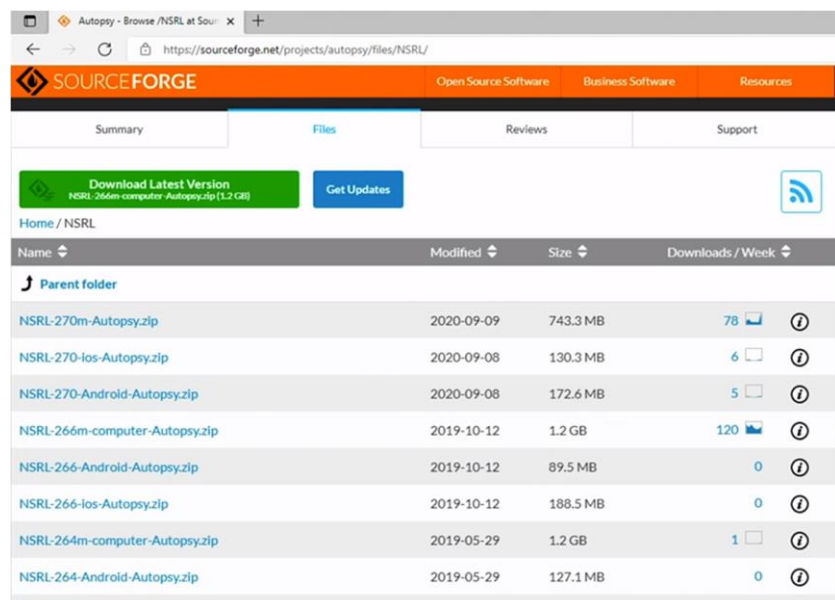 Autopsy - Browse /NSRL at Sour
https://sourceforge.net/projects/autopsy/files/NSRL/
SOURCEFORGE Open Source Software Business Software Resources
Summary Files Reviews Support
Download Latest Version
NSRL-266m-computer-Autopsy.zip (1.2 GB)
Get Updates
Home / NSRL
Name Modified Size Downloads / Week
Parent folder
NSRL-270m-Autopsy.zip 2020-09-09 743.3 MB 78
NSRL-270-ios-Autopsy.zip 2020-09-08 130.3 MB 6
NSRL-270-Android-Autopsy.zip 2020-09-08 172.6 MB 5
NSRL-266m-computer-Autopsy.zip 2019-10-12 1.2 GB 120
NSRL-266-Android-Autopsy.zip 2019-10-12 89.5 MB 0
NSRL-266-ios-Autopsy.zip 2019-10-12 188.5 MB 0
NSRL-264m-computer-Autopsy.zip 2019-05-29 1.2 GB 1
NSRL-264-Android-Autopsy.zip 2019-05-29 127.1 MB 0